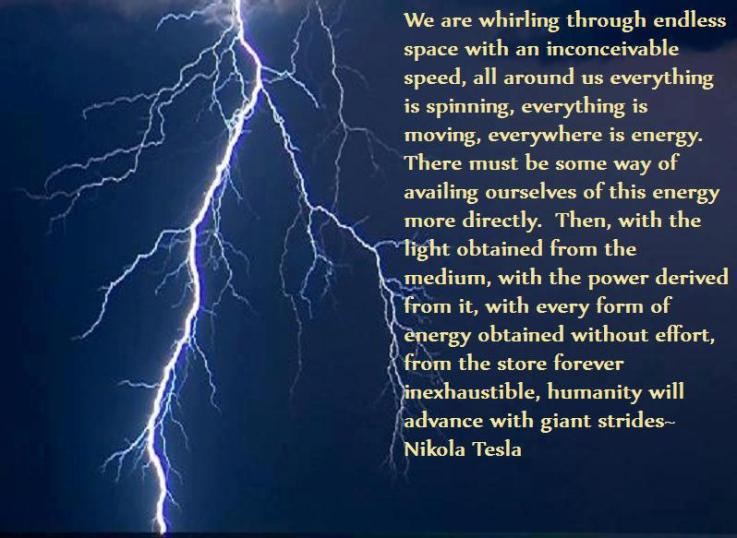 We are whirling through endless
space with an inconceivable
speed, all around us everything
is spinning, everything is
moving, everywhere is energy.
There must be some way of
availing ourselves of this energy
more directly.  Then, with the
light obtained from the
medium, with the power derived
from it, with every form of
energy obtained without effort,
from the store forever
inexhaustible, humanity will
advance with giant strides~
Nikola Tesla